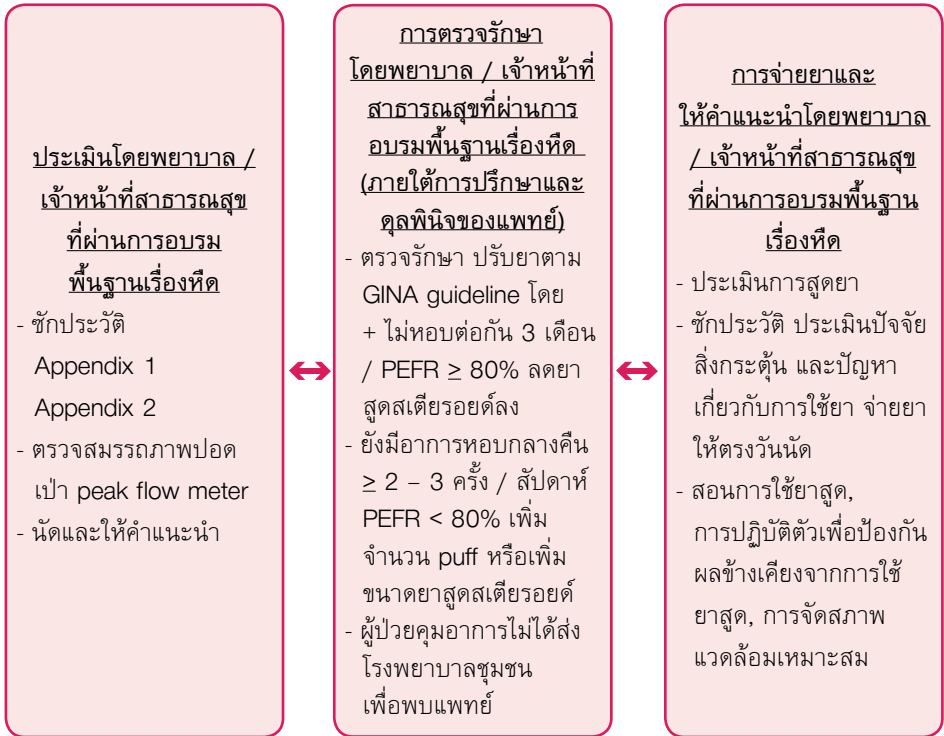 ประเมินโดยพยาบาล /
เจ้าหน้าที่สาธารณสุข
ที่ผ่านการอบรม
พื้นฐานเรื่องหืด
- ซักประวัติ
Appendix 1
Appendix 2
- ตรวจสมรรถภาพปอด
เป่า peak flow meter
- นัดและให้คำแนะนำ
การตรวจรักษา
โดยพยาบาล / เจ้าหน้าที่
สาธารณสุขที่ผ่านการ
อบรมพื้นฐานเรื่องหืด
(ภายใต้การปรึกษาและ
ดุลพินิจของแพทย์)
- ตรวจรักษา ปรับยาตาม
GINA guideline โดย
+ ไม่หอบต่อกัน 3 เดือน
/ PEFR ≥ 80% ลดยา
สูดสเตียรอยด์ลง
- ยังมีอาการหอบกลางคืน
≥ 2 – 3 ครั้ง / สัปดาห์
PEFR < 80% เพิ่ม
จำนวน puff หรือเพิ่ม
ขนาดยาสูดสเตียรอยด์
- ผู้ป่วยคุมอาการไม่ได้ส่ง
โรงพยาบาลชุมชน
เพื่อพบแพทย์
การจ่ายยาและ
ให้คำแนะนำโดยพยาบาล
/ เจ้าหน้าที่สาธารณสุข
ที่ผ่านการอบรมพื้นฐาน
เรื่องหืด
- ประเมินการสูดยา
- ซักประวัติ ประเมินปัจจัย
สิ่งกระตุ้น และปัญหา
เกี่ยวกับการใช้ยา จ่ายยา
ให้ตรงวันนัด
- สอนการใช้ยาสูด,
การปฏิบัติตัวเพื่อป้องกัน
ผลข้างเคียงจากการใช้
ยาสูด, การจัดสภาพ
แวดล้อมเหมาะสม